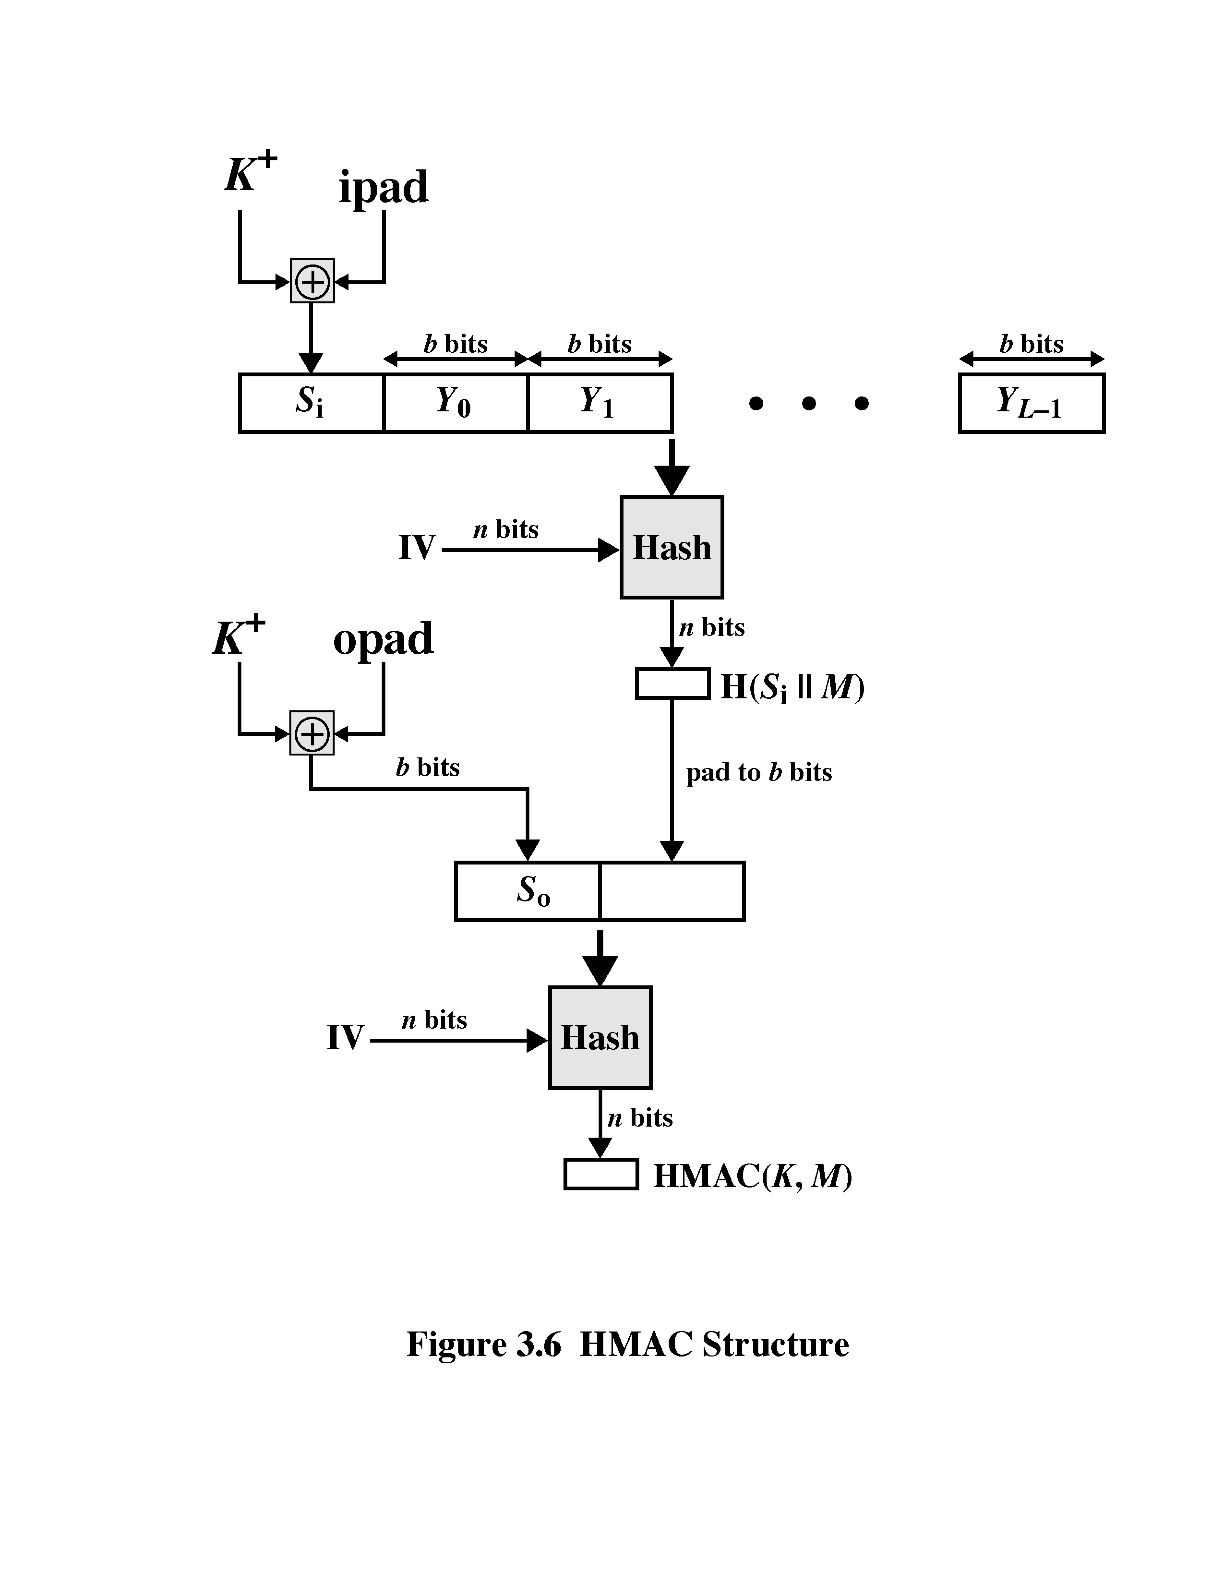 K+ ipad
b bits b bits b bits
Si Y0 Y1 • • • YL–1
IV n bits Hash
n bits
K+ opad
H(Si || M)
b bits pad to b bits
So
IV n bits Hash
n bits
HMAC(K, M)
Figure 3.6 HMAC Structure